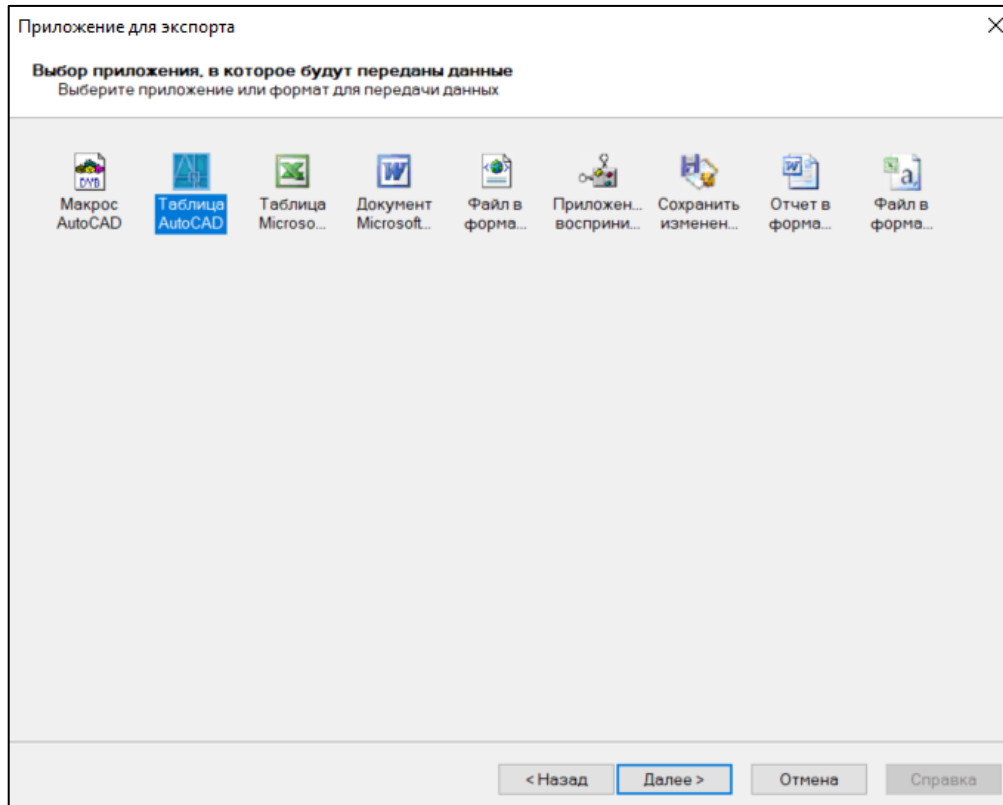 Приложение для экспорта
Выбор приложения, в которое будут переданы данные
Выберите приложение или формат для передачи данных
DVB
Макрос
AutoCAD
Таблица
AutoCAD
Таблица
Microso...
Документ
Microsoft...
Файл в
форма...
Приложен...
восприни...
Сохранить
изменен...
Отчет в
форма...
a,
Файл в
форма...
< Назад
Далее >
Отмена
Справка